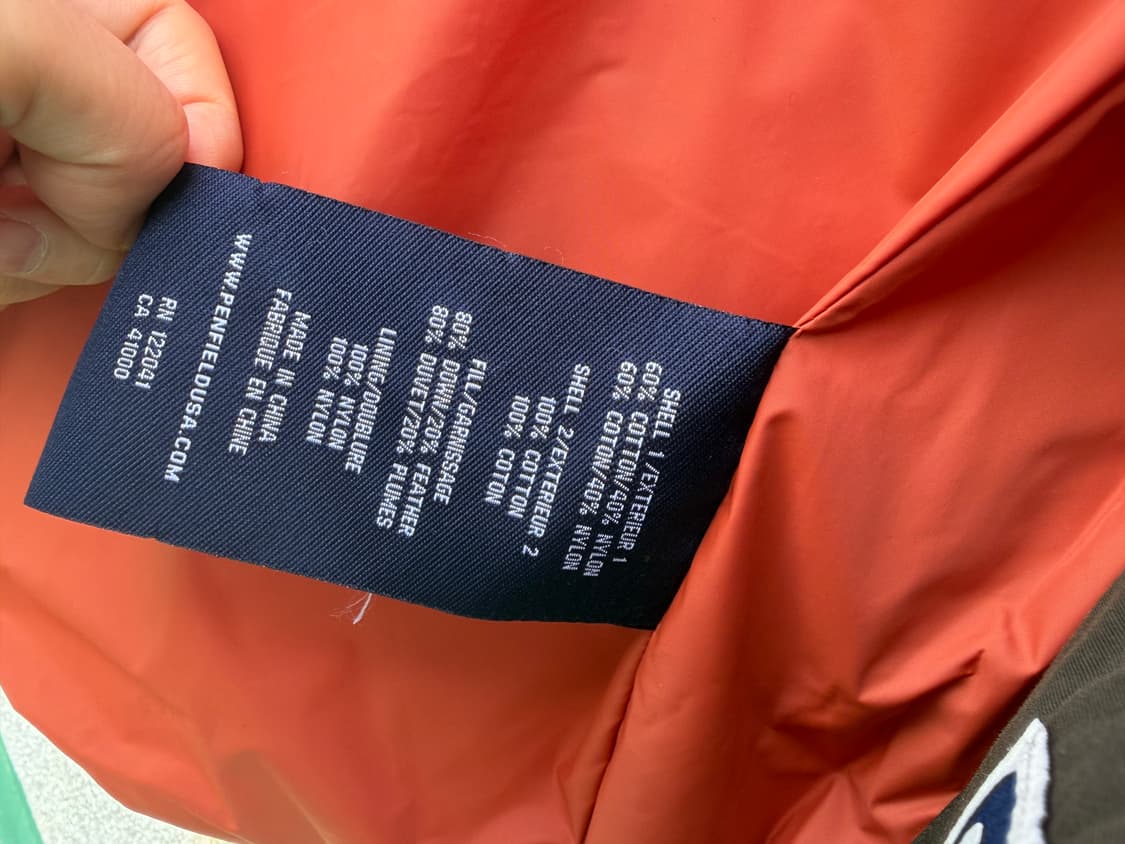 SHELL 1/EXTERIEUR 1
60% COTTON/40% NYLON
60% COTON/40% NYLON
SHELL 2/EXTERIEUR 2
100% COTTON
100% COTON
FILL/GARNISSAGE
80% DOWN/20% FEATHER
80% DUVET/20% PLUMES
LINING/DOUBLURE
100% NYLON
100% NYLON
MADE IN CHINA
FABRIQUE EN CHINE
WWW.PENFIELDUSA.COM
RN 122041
CA 41000